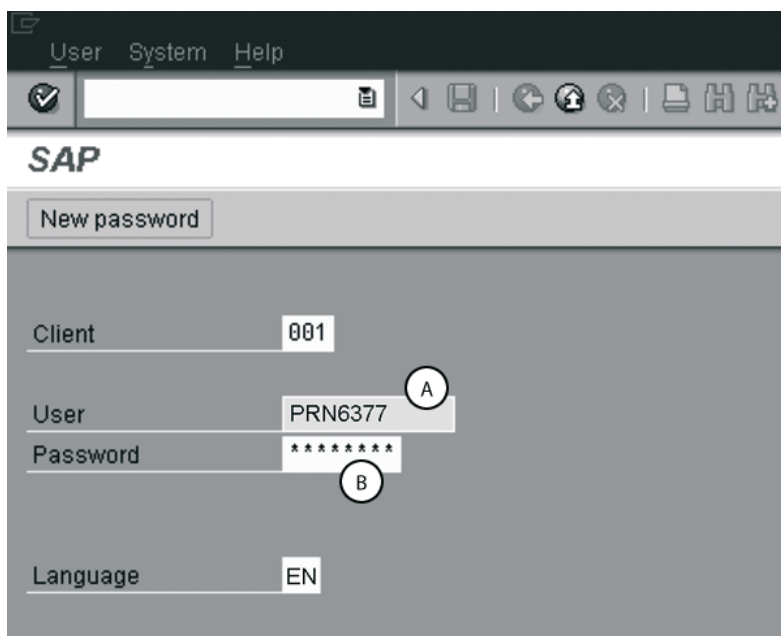 User System Help
SAP
New password
Client 001
A
User PRN6377
Password ********
B
Language EN